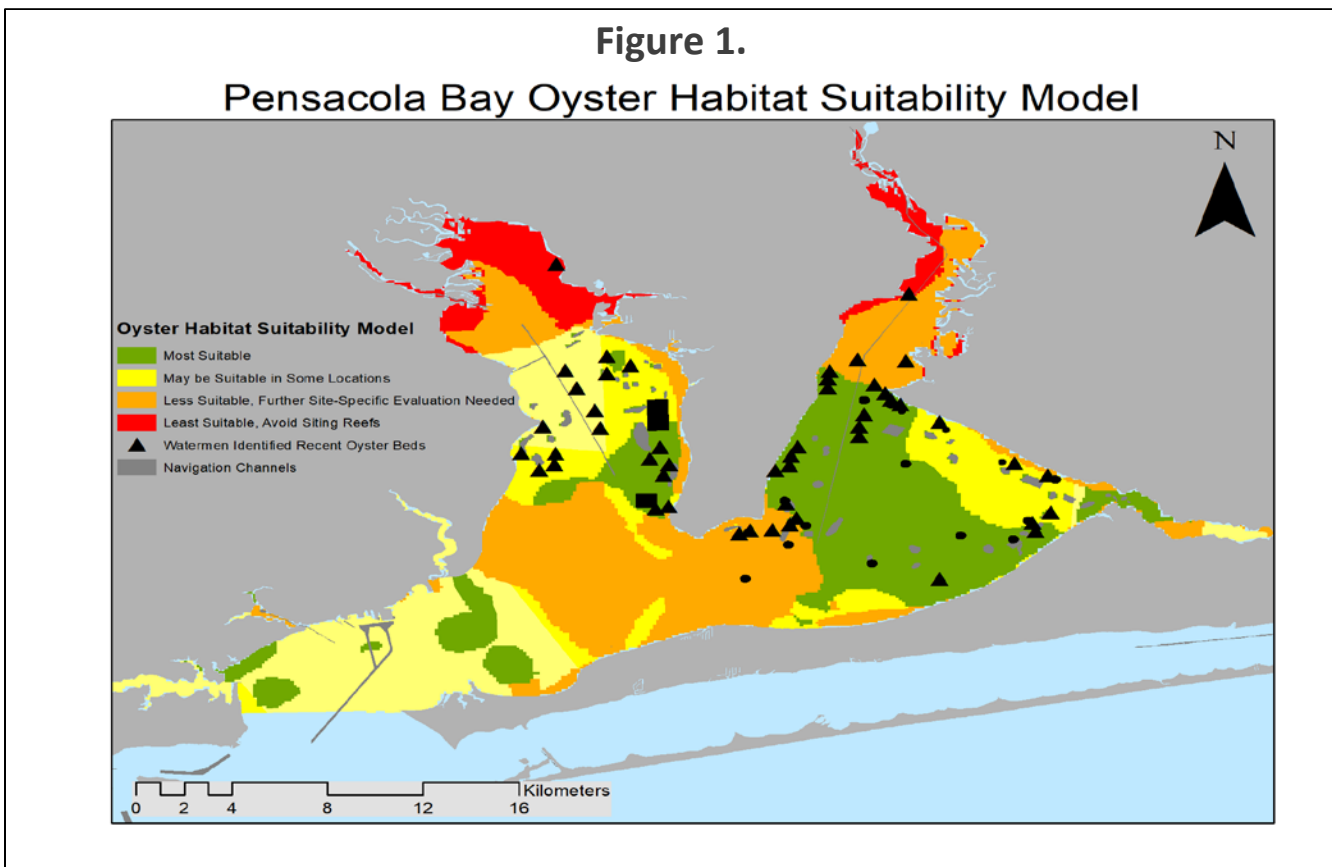 Figure 1.
Pensacola Bay Oyster Habitat Suitability Model
N
Oyster Habitat Suitability Model
Most Suitable
May be Suitable in Some Locations
Less Suitable, Further Site-Specific Evaluation Needed
Least Suitable, Avoid Siting Reefs
Watermen Identified Recent Oyster Beds
Navigation Channels
Kilometers
0 2 4 8 12 16